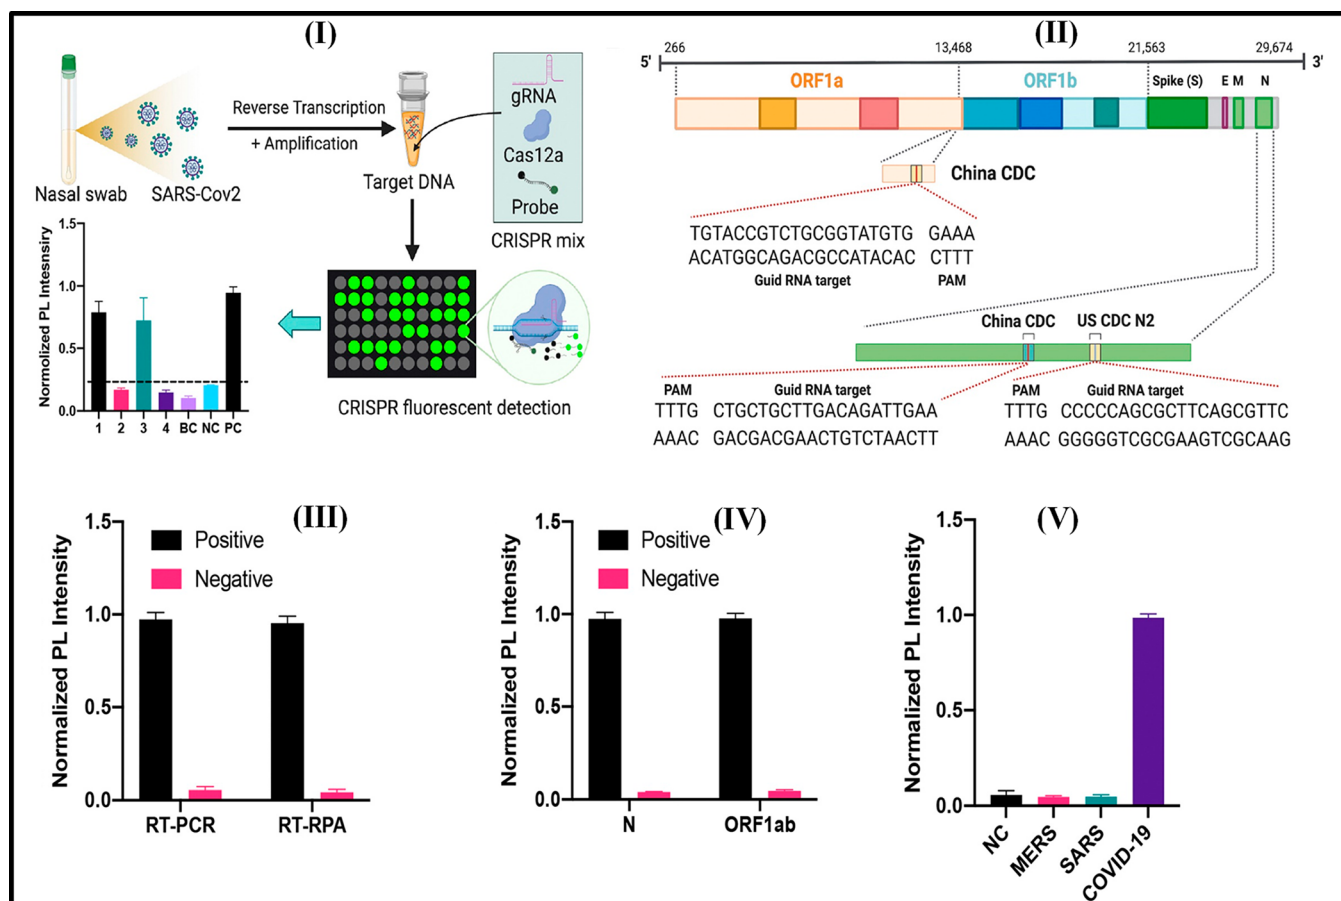 (I)
Nasal swab
SARS-Cov2
Reverse Transcription
+ Amplification
Target DNA
gRNA
Cas12a
Probe
CRISPR mix
CRISPR fluorescent detection
Normolized PL Intesnsiry
1.5
1.0
0.5
0.0
1 2 3 4 BC NC PC
(II)
266 13,468 21,563 29,674
5' 3'
ORF1a ORF1b Spike (S) E M N
China CDC
TGTACCGTCTGCGGTATGTG GAAA
ACATGGCAGACGCCATACAC CTTT
Guid RNA target PAM
China CDC US CDC N2
PAM Guid RNA target PAM Guid RNA target
TTTG CTGCTGCTTGACAGATTGAA TTTG CCCCCAGCGCTTCAGCGTTC
AAAC GACGACGAACTGTCTAACTT AAAC GGGGGTCGCGAAGTCGCAAG
(III)
Normalized PL Intensity
1.5
1.0
0.5
0.0
Positive
Negative
RT-PCR RT-RPA
(IV)
Normalized PL Intensity
1.5
1.0
0.5
0.0
Positive
Negative
N ORF1ab
(V)
Normalized PL Intensity
1.5
1.0
0.5
0.0
NC MERS SARS COVID-19